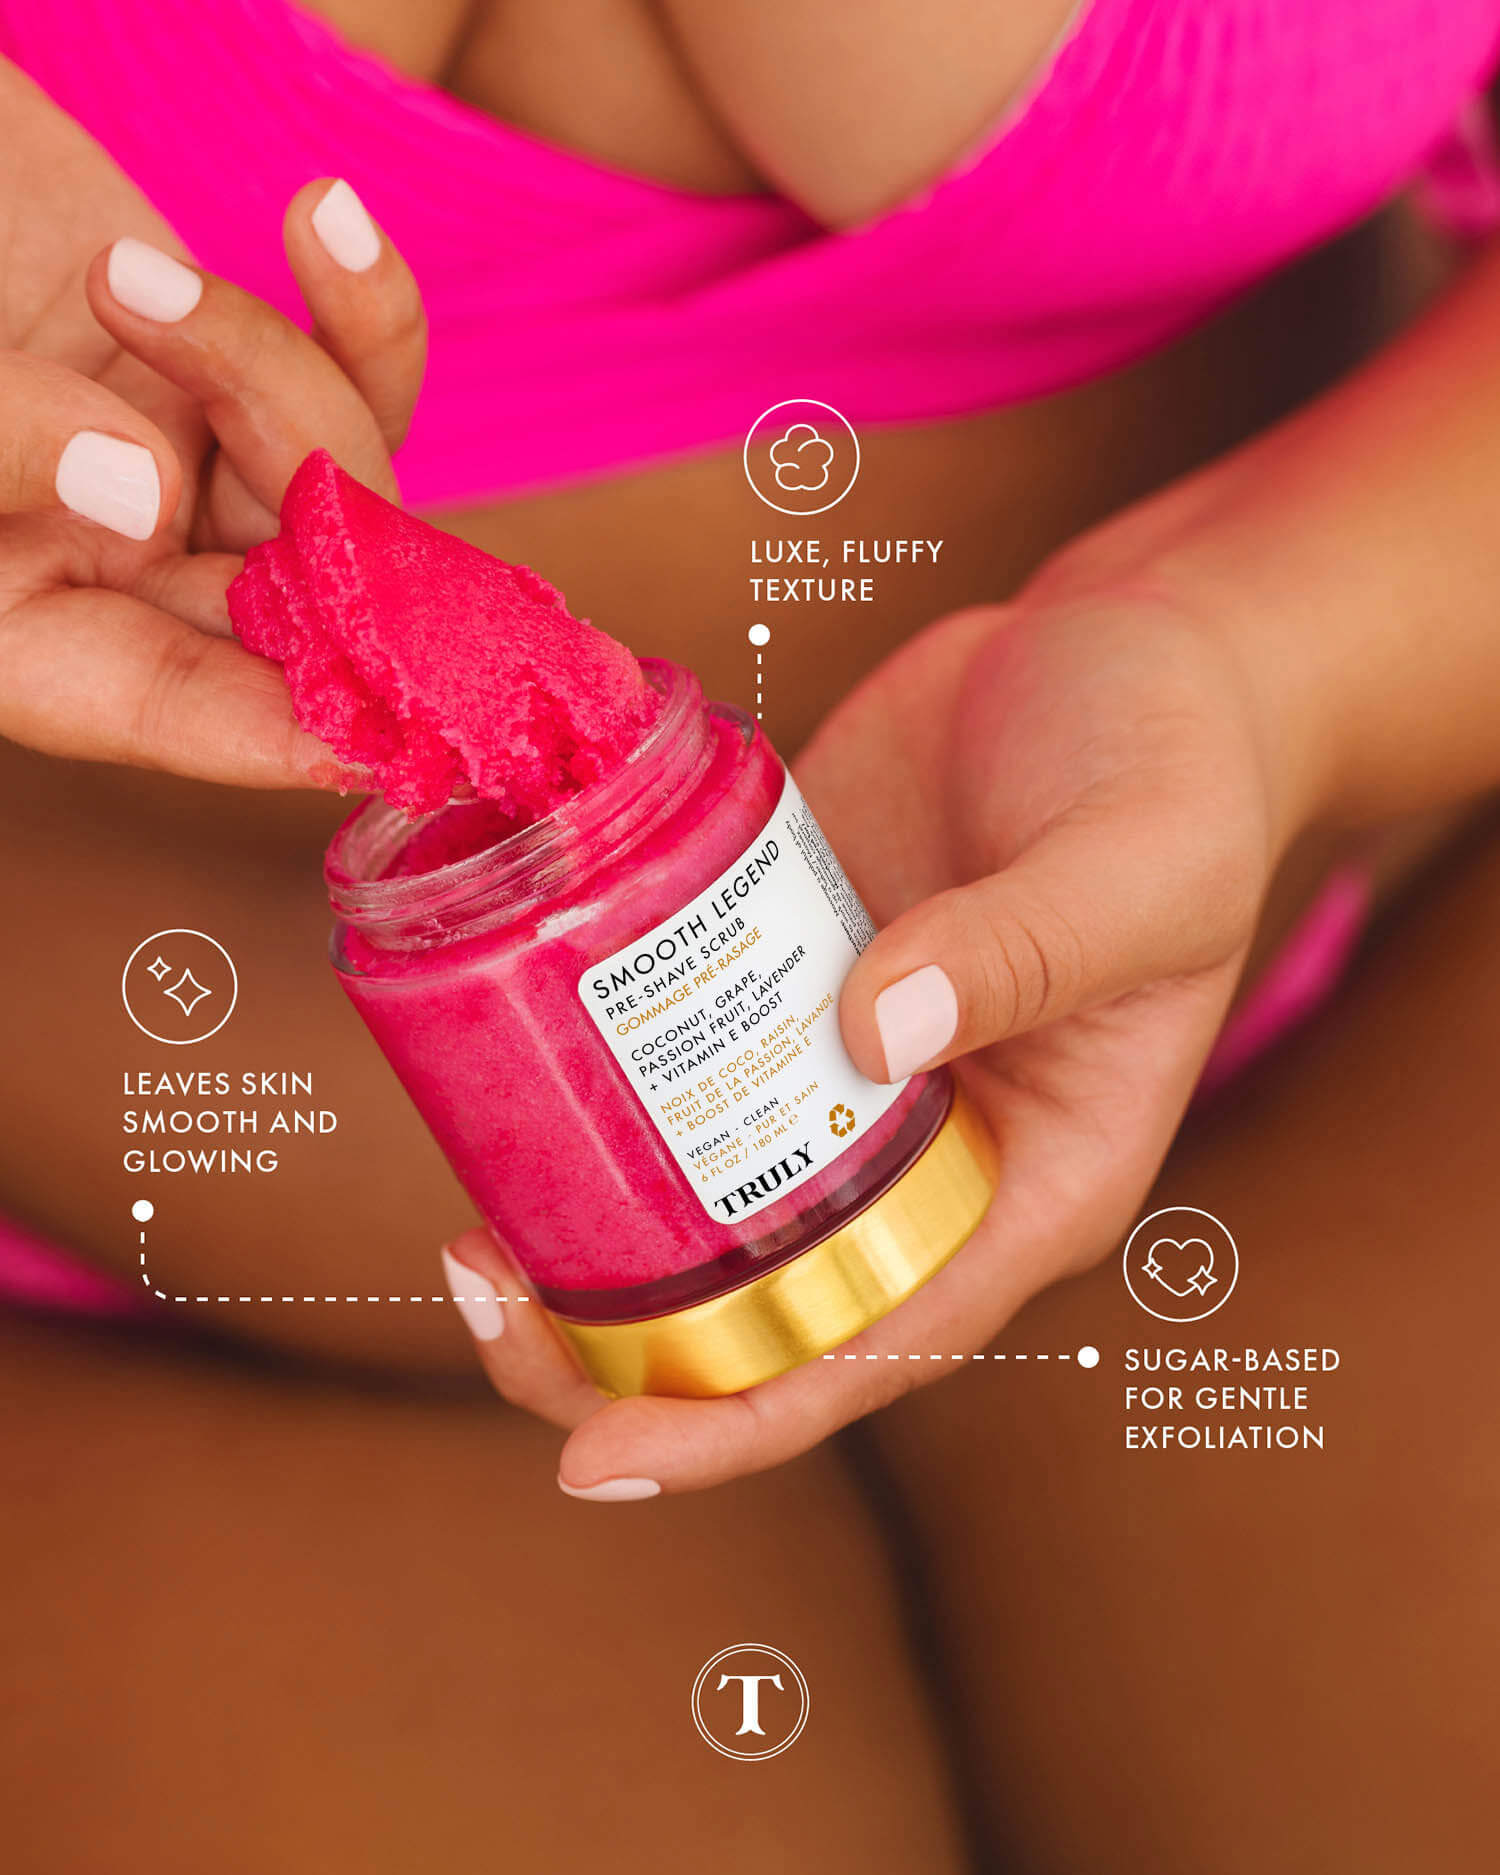 LUXE, FLUFFY
TEXTURE
SMOOTH LEGEND
PRE-SHAVE SCRUB
GOMMAGE PRÉ-RASAGE
COCONUT, GRAPE,
PASSION FRUIT, LAVENDER
+ VITAMIN E BOOST
NOIX DE COCO, RAISIN,
FRUIT DE LA PASSION, LAVANDE
+ BOOST DE VITAMINE E
VEGAN - CLEAN
VÉGANE - PUR ET SAIN
6 FL OZ / 180 ML ℮
TRULY
LEAVES SKIN
SMOOTH AND
GLOWING
SUGAR-BASED
FOR GENTLE
EXFOLIATION
T